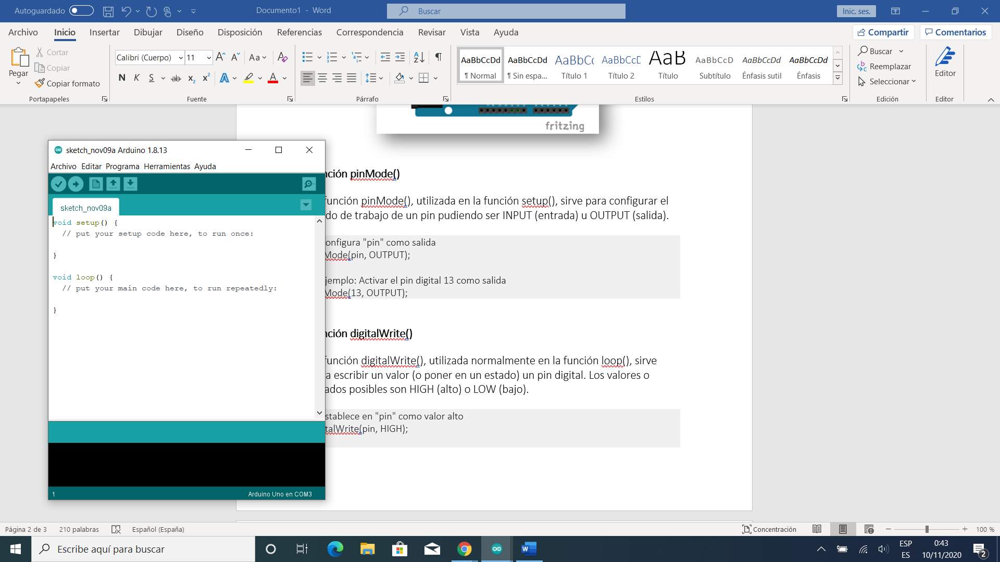 Autoguardado
Documento1 - Word
Buscar
Inic. ses.
Archivo Inicio Insertar Dibujar Diseño Disposición Referencias Correspondencia Revisar Vista Ayuda
Compartir Comentarios
Pegar
Cortar
Copiar
Copiar formato
Portapapeles
Calibri (Cuerpo) 11
Aa
N K S ab x2 x2 A A
Fuente
Párrafo
AaBbCcDd AaBbCcDd AaBbCc AaBbCcD AaB AaBbCcD AaBbCcDd AaBbCcDd
¶ Normal ¶ Sin espa... Título 1 Título 2 Título Subtítulo Énfasis sutil Énfasis
Estilos
Buscar
Reemplazar
Seleccionar
Edición
Editor
Editor
fritzing
nción pinMode()
función pinMode(), utilizada en la función setup(), sirve para configurar el
do de trabajo de un pin pudiendo ser INPUT (entrada) u OUTPUT (salida).
onfigura "pin" como salida
Mode(pin, OUTPUT);
jemplo: Activar el pin digital 13 como salida
Mode(13, OUTPUT);
nción digitalWrite()
función digitalWrite(), utilizada normalmente en la función loop(), sirve
a escribir un valor (o poner en un estado) un pin digital. Los valores o
ados posibles son HIGH (alto) o LOW (bajo).
stablece en "pin" como valor alto
talWrite(pin, HIGH);
sketch_nov09a Arduino 1.8.13
Archivo Editar Programa Herramientas Ayuda
sketch_nov09a
void setup() {
// put your setup code here, to run once:
}
void loop() {
// put your main code here, to run repeatedly:
}
1
Arduino Uno en COM3
Página 2 de 3 210 palabras Español (España)
Concentración
100 %
Escribe aquí para buscar
ESP
ES
0:43
10/11/2020
2